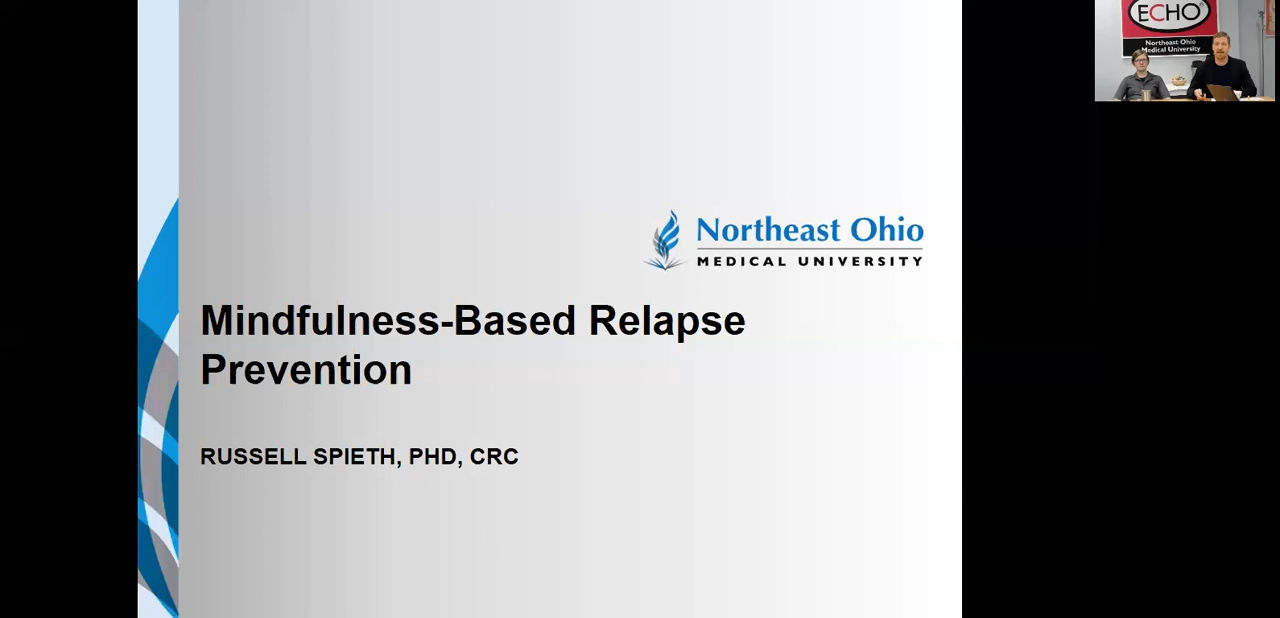 ECHO®
Northeast Ohio
Medical University
Northeast Ohio
MEDICAL UNIVERSITY
Mindfulness-Based Relapse
Prevention
RUSSELL SPIETH, PHD, CRC